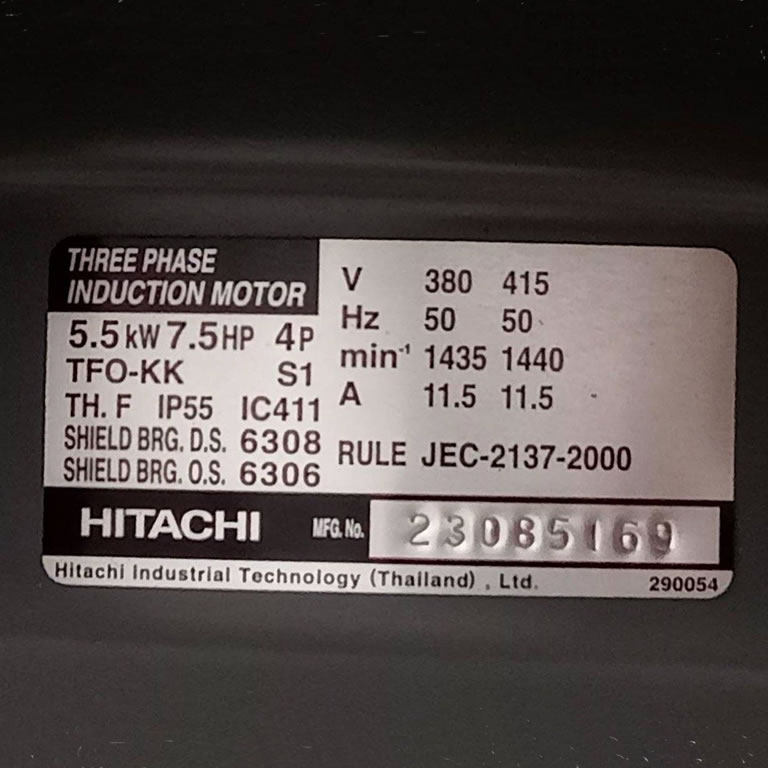 THREE PHASE
INDUCTION MOTOR
5.5kW 7.5HP 4P
TFO-KK S1
TH. F IP55 IC411
SHIELD BRG. D.S. 6308
SHIELD BRG. O.S. 6306
V 380 415
Hz 50 50
min⁻¹ 1435 1440
A 11.5 11.5
RULE JEC-2137-2000
HITACHI MFG. No. 23085169
Hitachi Industrial Technology (Thailand) , Ltd. 290054